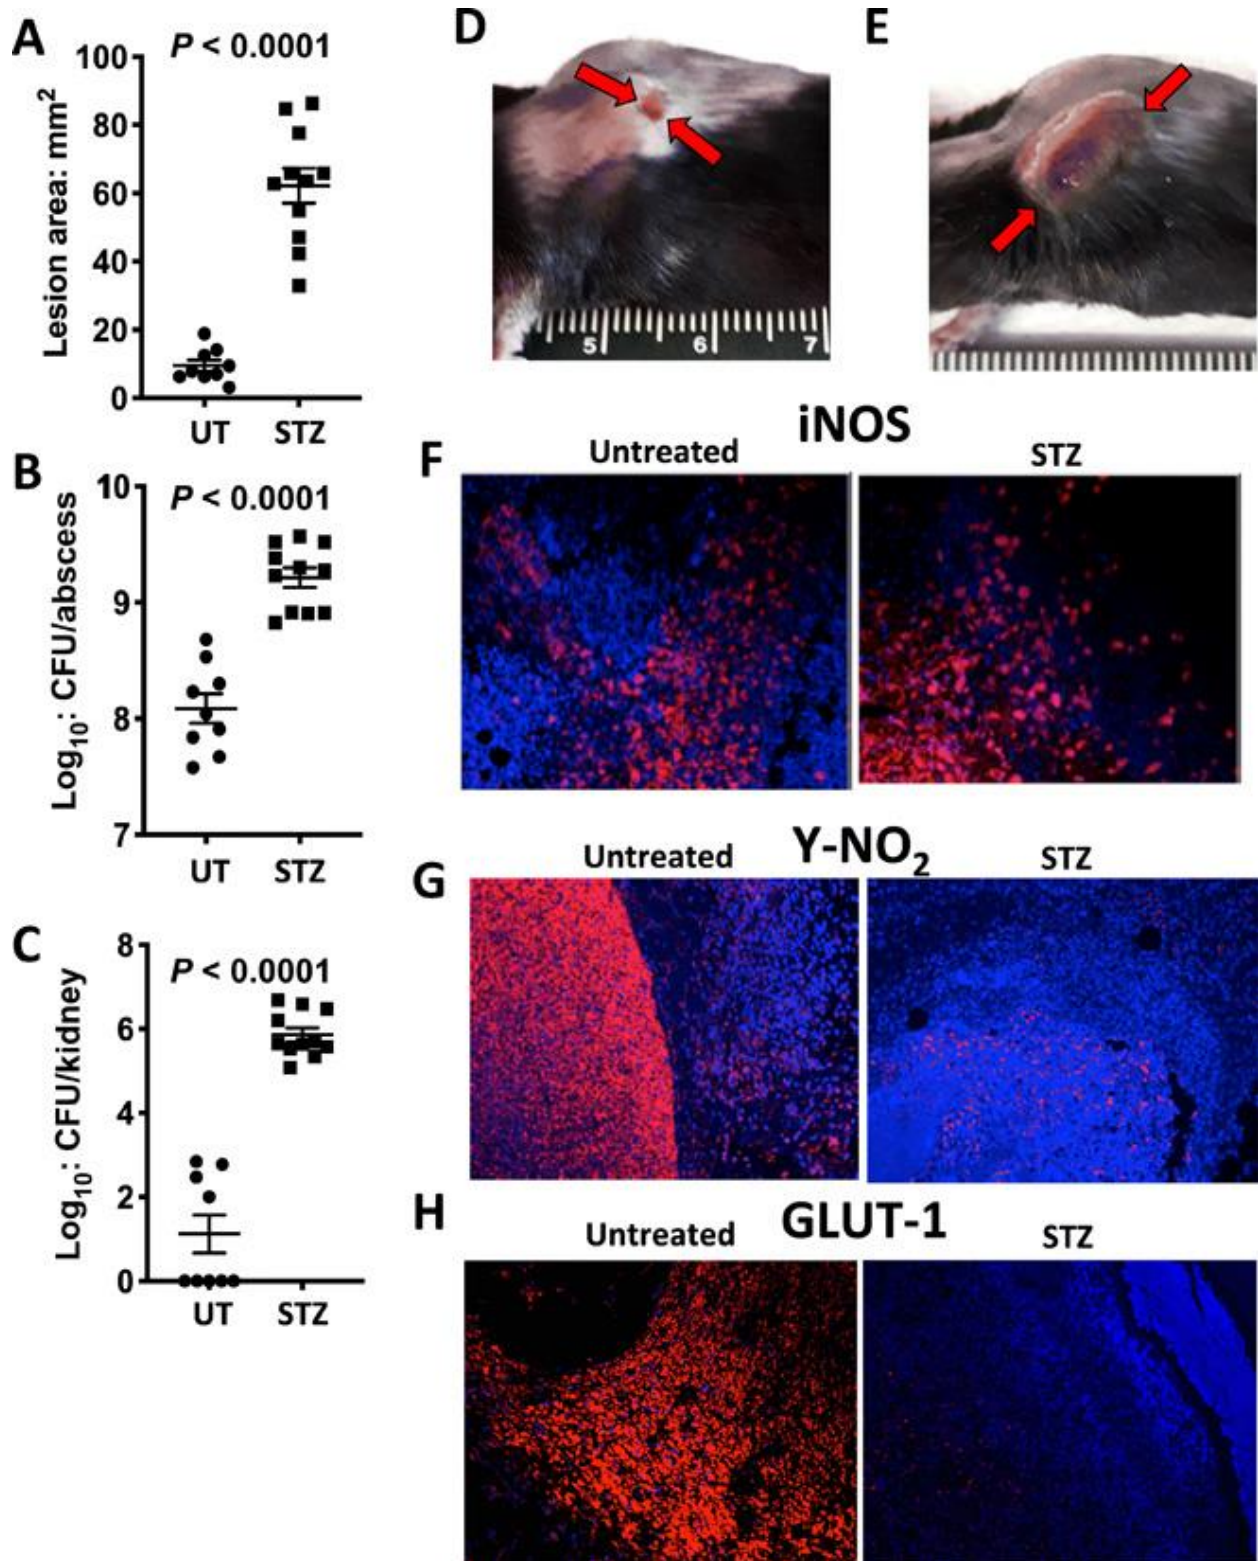 A
P < 0.0001
Lesion area: mm²
100
80
60
40
20
0
UT STZ
B
P < 0.0001
Log₁₀: CFU/abscess
10
9
8
7
UT STZ
C
P < 0.0001
Log₁₀: CFU/kidney
8
6
4
2
0
UT STZ
D
5 6 7
E
iNOS
F
Untreated STZ
Y-NO₂
G
Untreated STZ
GLUT-1
H
Untreated STZ